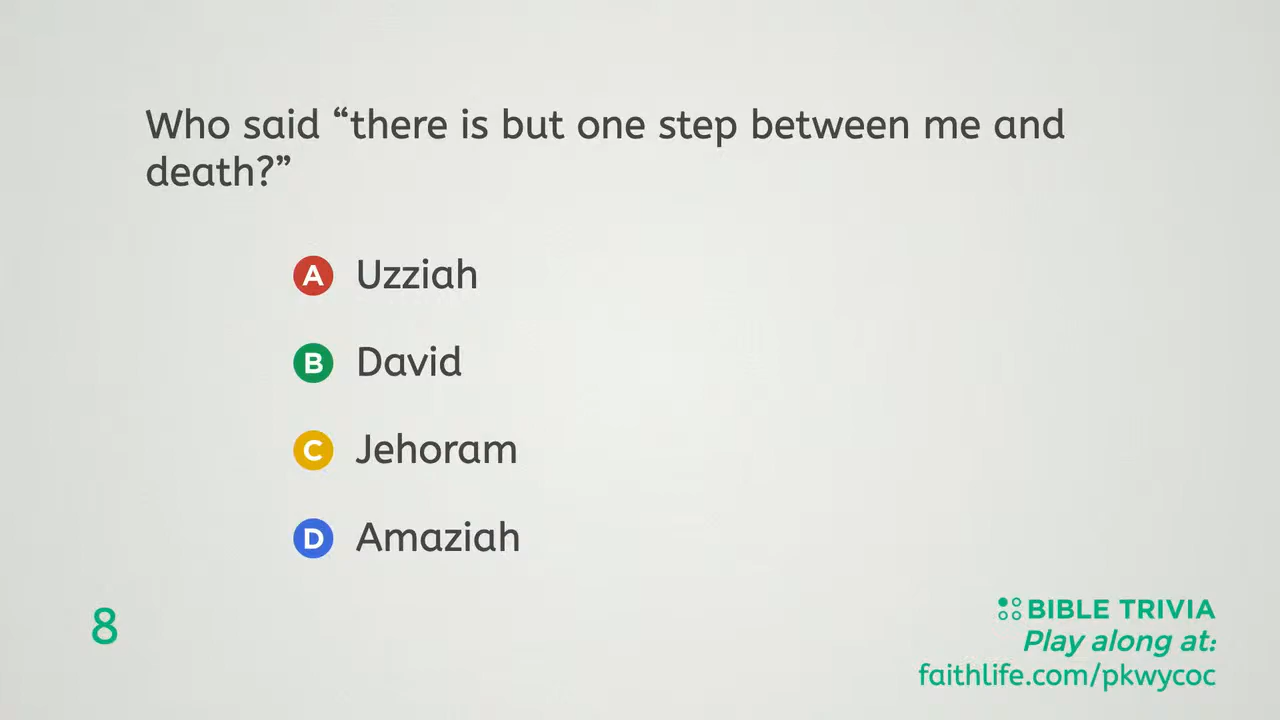 Who said “there is but one step between me and
death?”
A Uzziah
B David
C Jehoram
D Amaziah
8
BIBLE TRIVIA
Play along at:
faithlife.com/pkwycoc